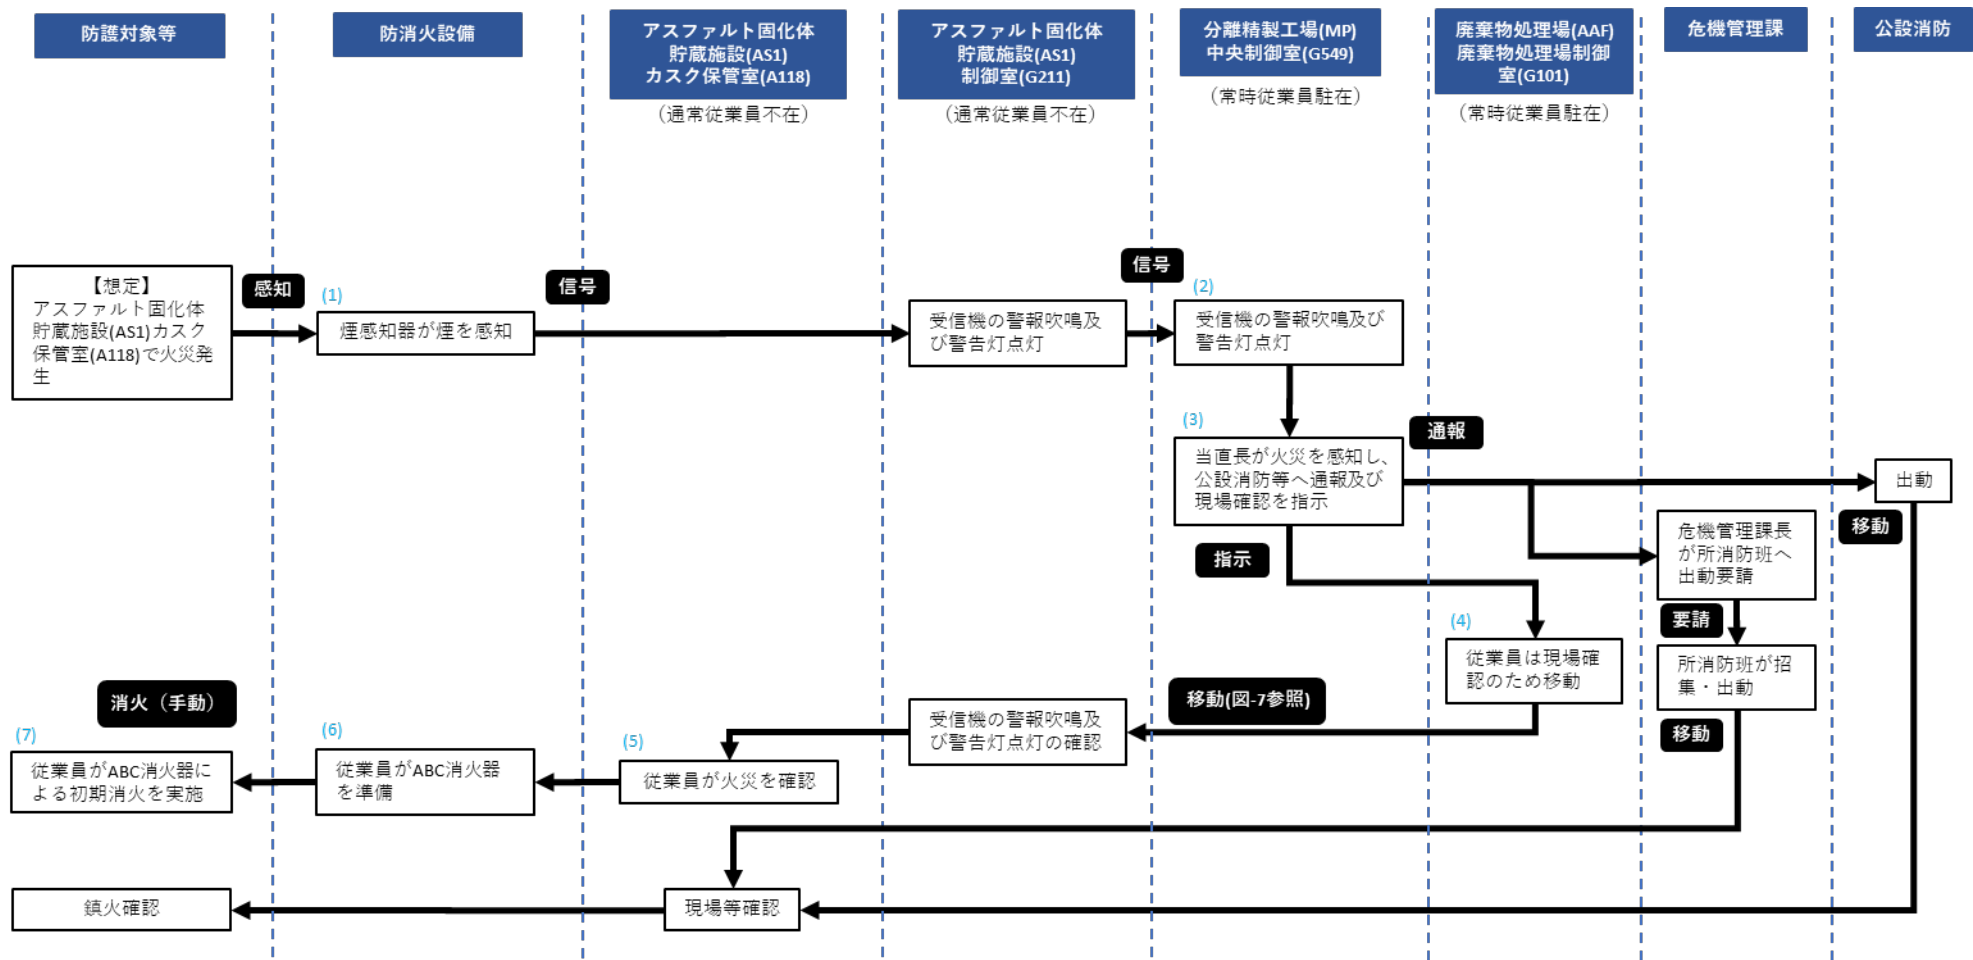 防護対象等
防消火設備
アスファルト固化体
貯蔵施設(AS1)
カスク保管室(A118)
（通常従業員不在）
アスファルト固化体
貯蔵施設(AS1)
制御室(G211)
（通常従業員不在）
分離精製工場(MP)
中央制御室(G549)
（常時従業員駐在）
廃棄物処理場(AAF)
廃棄物処理場制御
室(G101)
（常時従業員駐在）
危機管理課
公設消防
【想定】
アスファルト固化体
貯蔵施設(AS1)カスク
保管室(A118)で火災発
生
感知
(1)
煙感知器が煙を感知
信号
受信機の警報吹鳴及
び警告灯点灯
信号
(2)
受信機の警報吹鳴及び
警告灯点灯
(3)
当直長が火災を感知し、
公設消防等へ通報及び
現場確認を指示
通報
出動
移動
危機管理課長
が所消防班へ
出動要請
指示
要請
(4)
従業員は現場確
認のため移動
所消防班が招
集・出動
移動
移動(図-7参照)
受信機の警報吹鳴及
び警告灯点灯の確認
(5)
従業員が火災を確認
(6)
従業員がABC消火器
を準備
消火（手動）
(7)
従業員がABC消火器に
よる初期消火を実施
現場等確認
鎮火確認